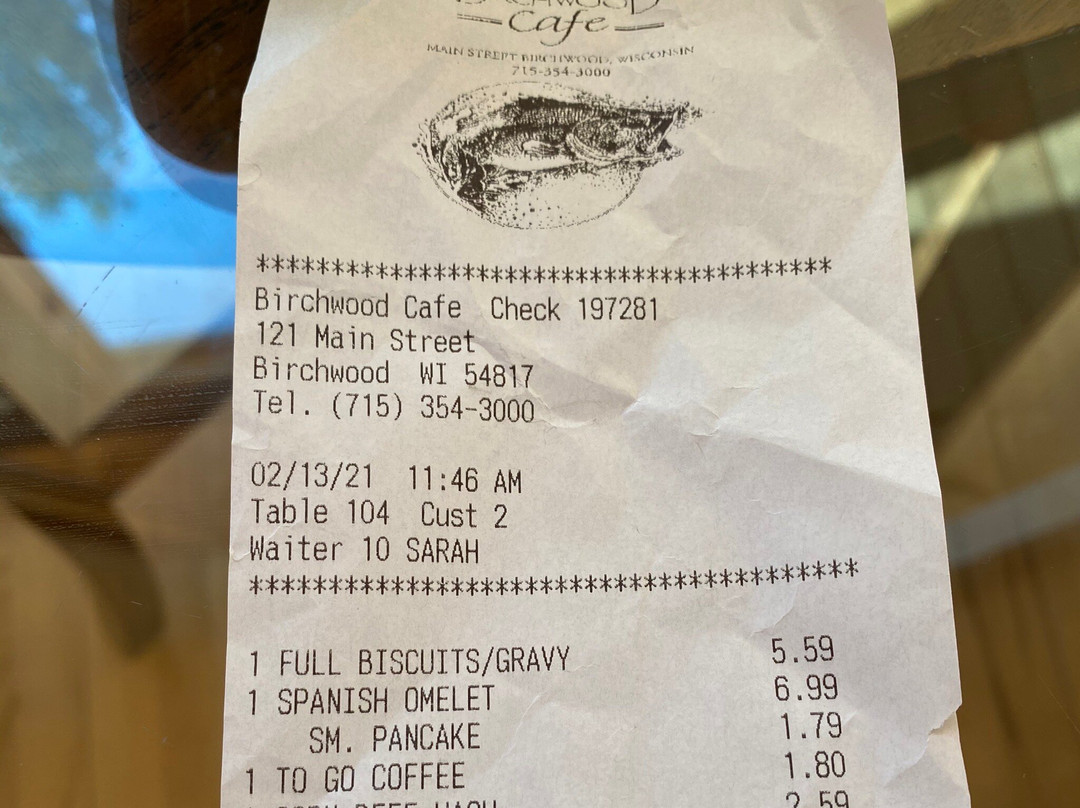 Cafe
MAIN STREET BIRCHWOOD, WISCONSIN
715-354-3000
***************************************
Birchwood Cafe Check 197281
121 Main Street
Birchwood WI 54817
Tel. (715) 354-3000
02/13/21 11:46 AM
Table 104 Cust 2
Waiter 10 SARAH
***************************************
1 FULL BISCUITS/GRAVY 5.59
1 SPANISH OMELET 6.99
SM. PANCAKE 1.79
1 TO GO COFFEE 1.80
2.59